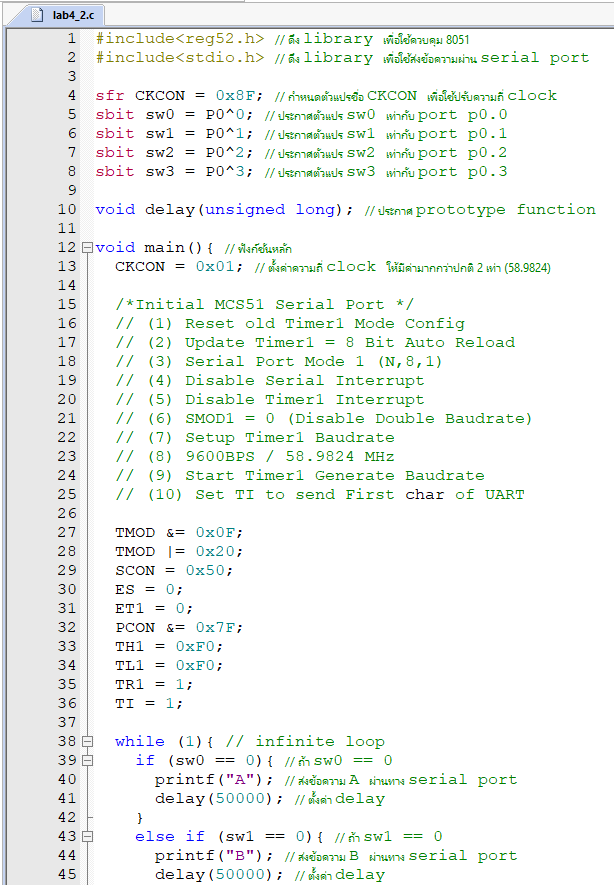 lab4_2.c
1 #include<reg52.h> // ดึง library เพื่อใช้ควบคุม 8051
2 #include<stdio.h> // ดึง library เพื่อใช้ส่งข้อความผ่าน serial port
3
4 sfr CKCON = 0x8F; // กำหนดตัวแปรชื่อ CKCON เพื่อใช้ปรับความถี่ clock
5 sbit sw0 = P0^0; // ประกาศตัวแปร sw0 เท่ากับ port p0.0
6 sbit sw1 = P0^1; // ประกาศตัวแปร sw1 เท่ากับ port p0.1
7 sbit sw2 = P0^2; // ประกาศตัวแปร sw2 เท่ากับ port p0.2
8 sbit sw3 = P0^3; // ประกาศตัวแปร sw3 เท่ากับ port p0.3
9
10 void delay(unsigned long); // ประกาศ prototype function
11
12 void main(){ // ฟังก์ชันหลัก
13 CKCON = 0x01; // ตั้งค่าความถี่ clock ให้มีค่ามากกว่าปกติ 2 เท่า (58.9824)
14
15 /*Initial MCS51 Serial Port */
16 // (1) Reset old Timer1 Mode Config
17 // (2) Update Timer1 = 8 Bit Auto Reload
18 // (3) Serial Port Mode 1 (N,8,1)
19 // (4) Disable Serial Interrupt
20 // (5) Disable Timer1 Interrupt
21 // (6) SMOD1 = 0 (Disable Double Baudrate)
22 // (7) Setup Timer1 Baudrate
23 // (8) 9600BPS / 58.9824 MHz
24 // (9) Start Timer1 Generate Baudrate
25 // (10) Set TI to send First char of UART
26
27 TMOD &= 0x0F;
28 TMOD |= 0x20;
29 SCON = 0x50;
30 ES = 0;
31 ET1 = 0;
32 PCON &= 0x7F;
33 TH1 = 0xF0;
34 TL1 = 0xF0;
35 TR1 = 1;
36 TI = 1;
37
38 while (1){ // infinite loop
39 if (sw0 == 0){ // ถ้า sw0 == 0
40 printf("A"); // ส่งข้อความ A ผ่านทาง serial port
41 delay(50000); // ตั้งค่า delay
42 }
43 else if (sw1 == 0){ // ถ้า sw1 == 0
44 printf("B"); // ส่งข้อความ B ผ่านทาง serial port
45 delay(50000); // ตั้งค่า delay